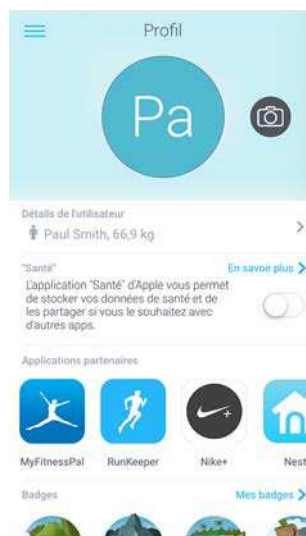 Profil
Pa
Détails de l'utilisateur
Paul Smith, 66,9 kg
"Santé"
En savoir plus
L'application "Santé" d'Apple vous permet
de stocker vos données de santé et de
les partager si vous le souhaitez avec
d'autres apps.
Applications partenaires
MyFitnessPal
RunKeeper
Nike+
Nest
Badges
Mes badges